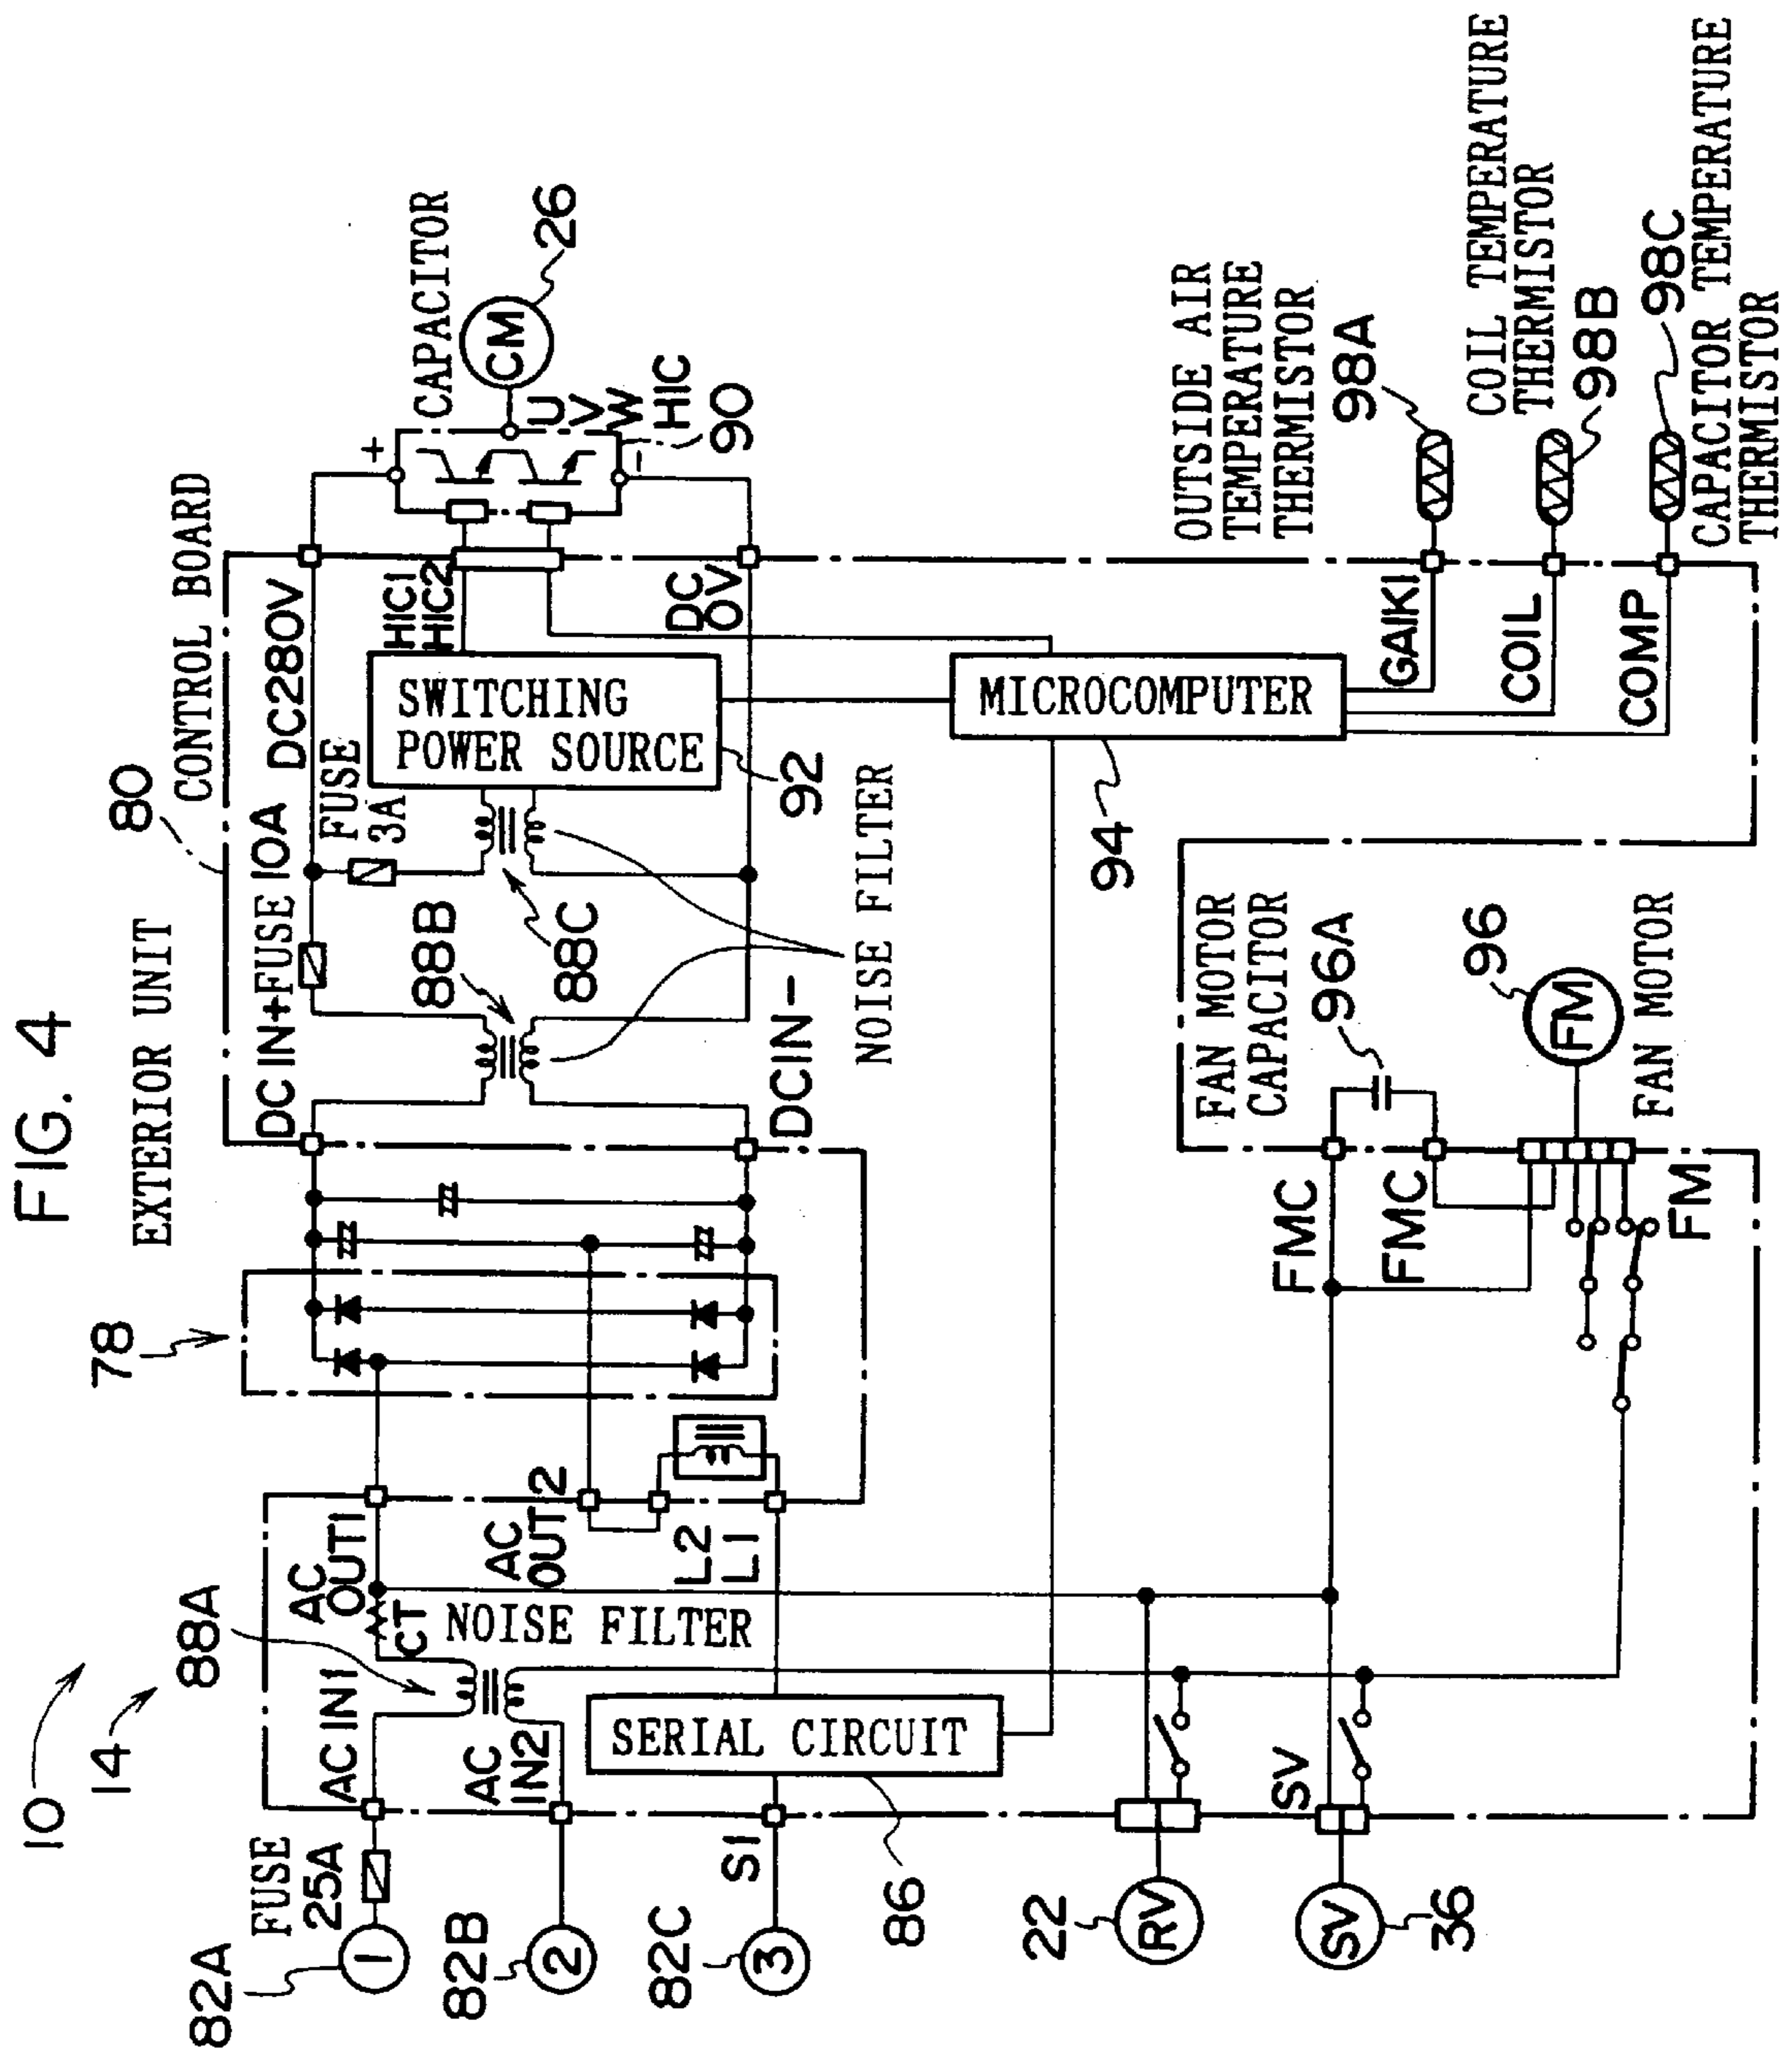 FIG. 4
10
14
EXTERIOR UNIT
80
CONTROL BOARD
78
88A
82A
FUSE
25A
1
AC IN1
CT
AC
OUT1
NOISE FILTER
82B
2
AC
IN2
AC
OUT2
L2
L1
82C
3
S1
SERIAL CIRCUIT
86
DC IN+
FUSE 10A
DC280V
FUSE
3A
88B
88C
DCIN-
NOISE FILTER
SWITCHING
POWER SOURCE
92
HIC1
HIC2
DC
0V
+
-
U
V
W
HIC
90
CAPACITOR
CM
26
MICROCOMPUTER
94
GAIKI
COIL
COMP
OUTSIDE AIR
TEMPERATURE
THERMISTOR
98A
COIL TEMPERATURE
THERMISTOR
98B
98C
CAPACITOR TEMPERATURE
THERMISTOR
22
RV
SV
SV
36
FMC
FMC
FM
FAN MOTOR
CAPACITOR
96A
96
FM
FAN MOTOR